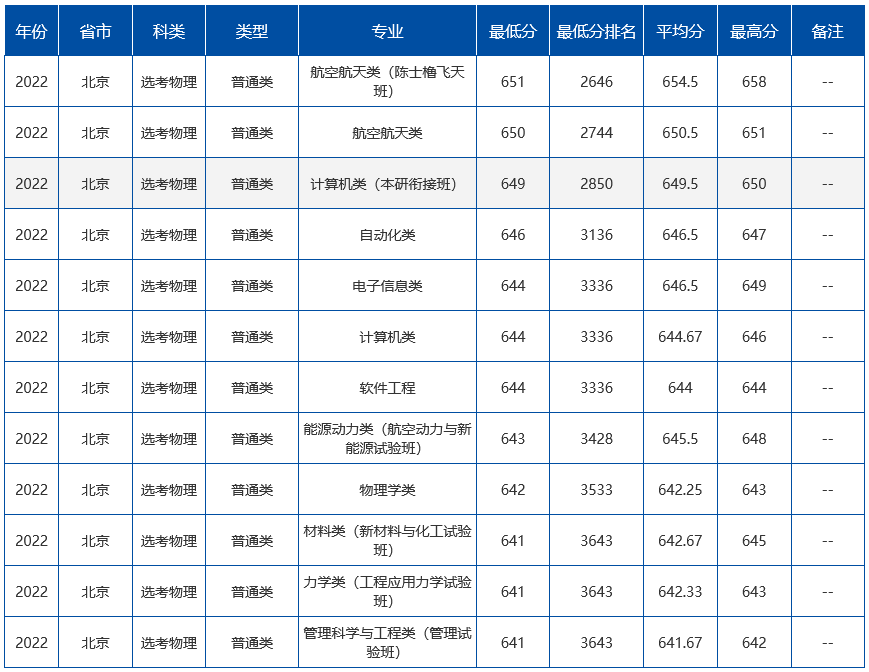 年份 省市 科类 类型 专业 最低分 最低分排名 平均分 最高分 备注
2022 北京 选考物理 普通类 航空航天类（陈士橹飞天班） 651 2646 654.5 658 --
2022 北京 选考物理 普通类 航空航天类 650 2744 650.5 651 --
2022 北京 选考物理 普通类 计算机类（本研衔接班） 649 2850 649.5 650 --
2022 北京 选考物理 普通类 自动化类 646 3136 646.5 647 --
2022 北京 选考物理 普通类 电子信息类 644 3336 646.5 649 --
2022 北京 选考物理 普通类 计算机类 644 3336 644.67 646 --
2022 北京 选考物理 普通类 软件工程 644 3336 644 644 --
2022 北京 选考物理 普通类 能源动力类（航空动力与新能源试验班） 643 3428 645.5 648 --
2022 北京 选考物理 普通类 物理学类 642 3533 642.25 643 --
2022 北京 选考物理 普通类 材料类（新材料与化工试验班） 641 3643 642.67 645 --
2022 北京 选考物理 普通类 力学类（工程应用力学试验班） 641 3643 642.33 643 --
2022 北京 选考物理 普通类 管理科学与工程类（管理试验班） 641 3643 641.67 642 --